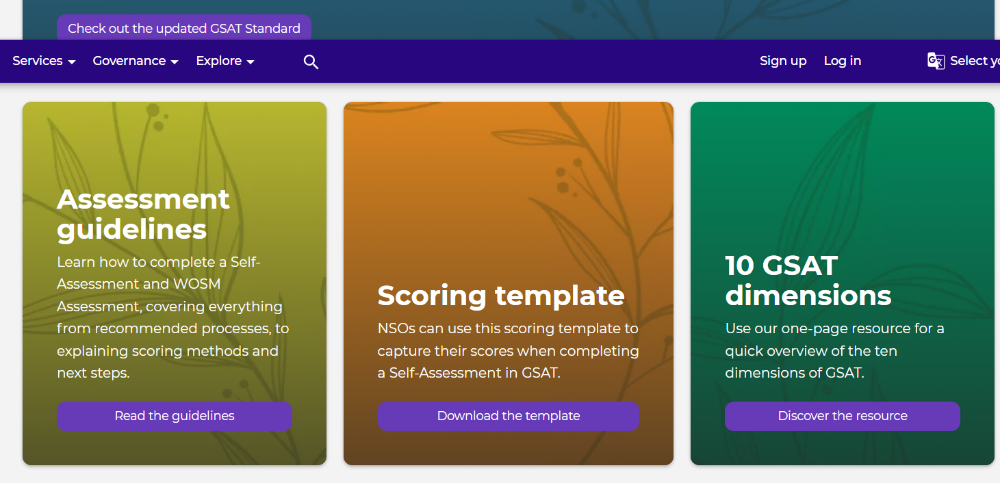 Check out the updated GSAT Standard
Services Governance Explore Sign up Log in Select
Assessment
guidelines
Learn how to complete a Self-
Assessment and WOSM
Assessment, covering everything
from recommended processes, to
explaining scoring methods and
next steps.
Read the guidelines
Scoring template
NSOs can use this scoring template to
capture their scores when completing
a Self-Assessment in GSAT.
Download the template
10 GSAT
dimensions
Use our one-page resource for a
quick overview of the ten
dimensions of GSAT.
Discover the resource